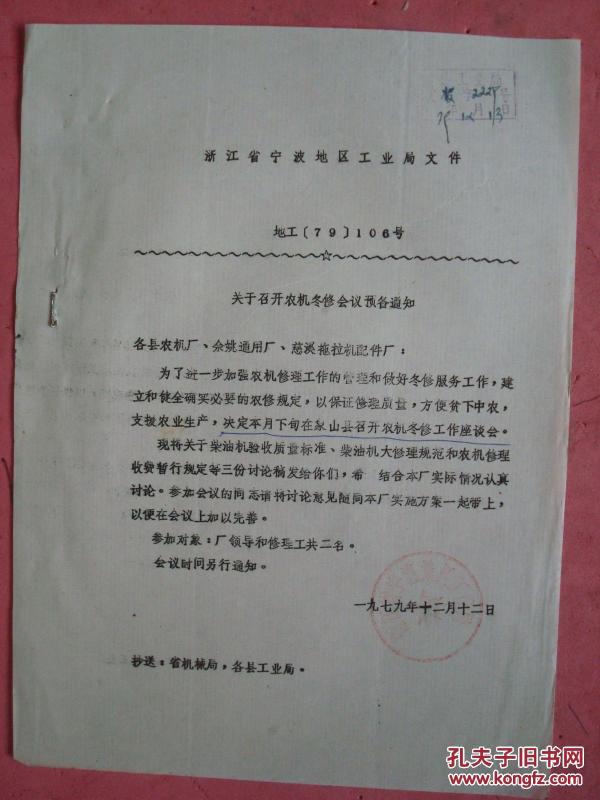 收 2229
79 12 13
浙江省宁波地区工业局文件
地工〔79〕106号
关于召开农机冬修会议预备通知
各县农机厂、余姚通用厂、慈溪拖拉机配件厂：
为了进一步加强农机修理工作的管理和做好冬修服务工作，建
立和健全确实必要的农修规定，以保证修理质量，方便贫下中农，
支援农业生产，决定本月下旬在象山县召开农机冬修工作座谈会。
现将关于柴油机验收质量标准、柴油机大修理规范和农机修理
收费暂行规定等三份讨论稿发给你们，希 结合本厂实际情况认真
讨论。参加会议的同志请将讨论意见随同本厂实施方案一起带上，
以便在会议上加以完善。
参加对象：厂领导和修理工共二名。
会议时间另行通知。
一九七九年十二月十二日
抄送：省机械局，各县工业局。
孔夫子旧书网
www.kongfz.com